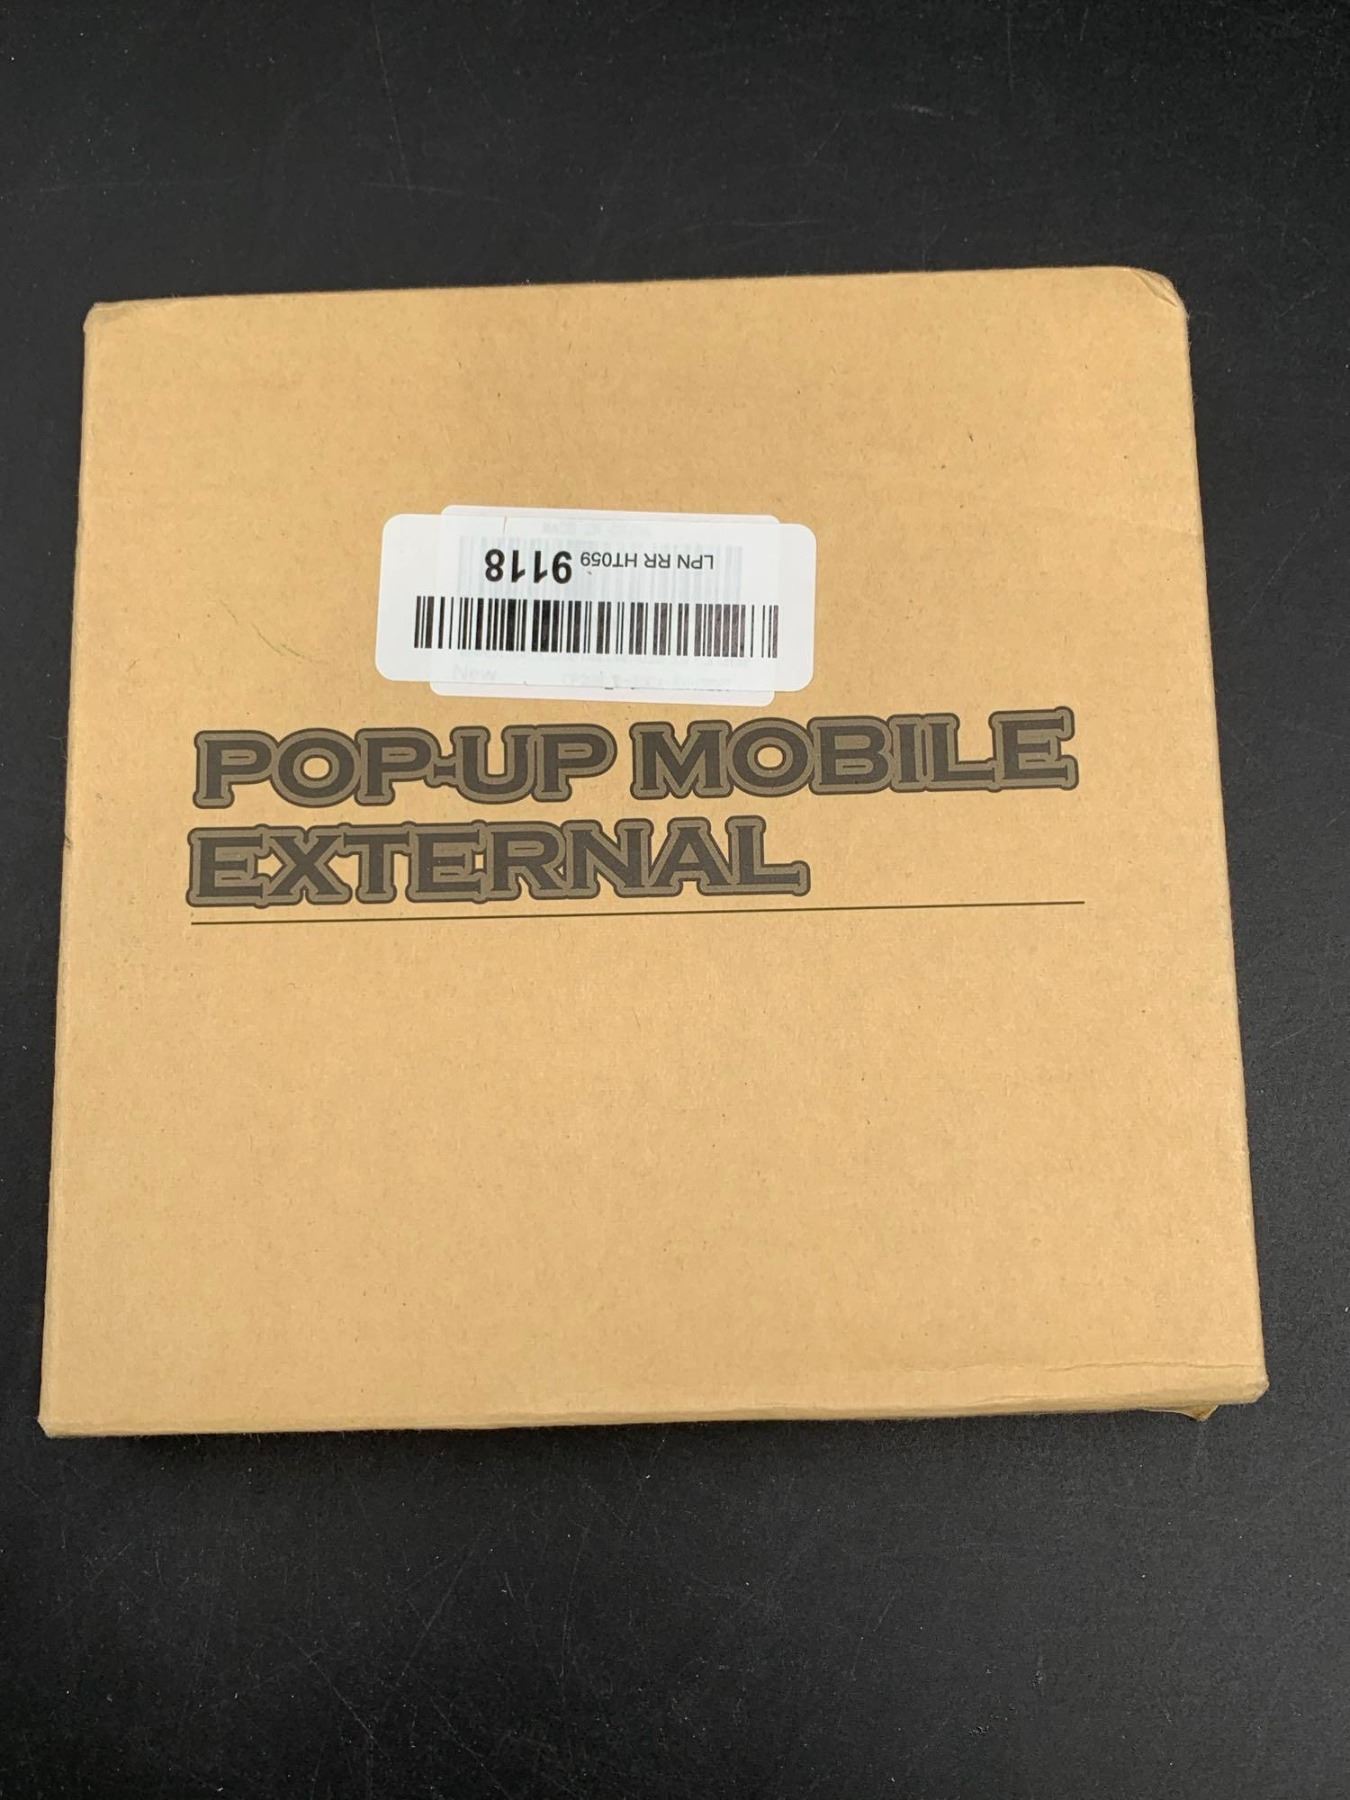 LPN RR HT059 9118
New
POP-UP MOBILE
EXTERNAL